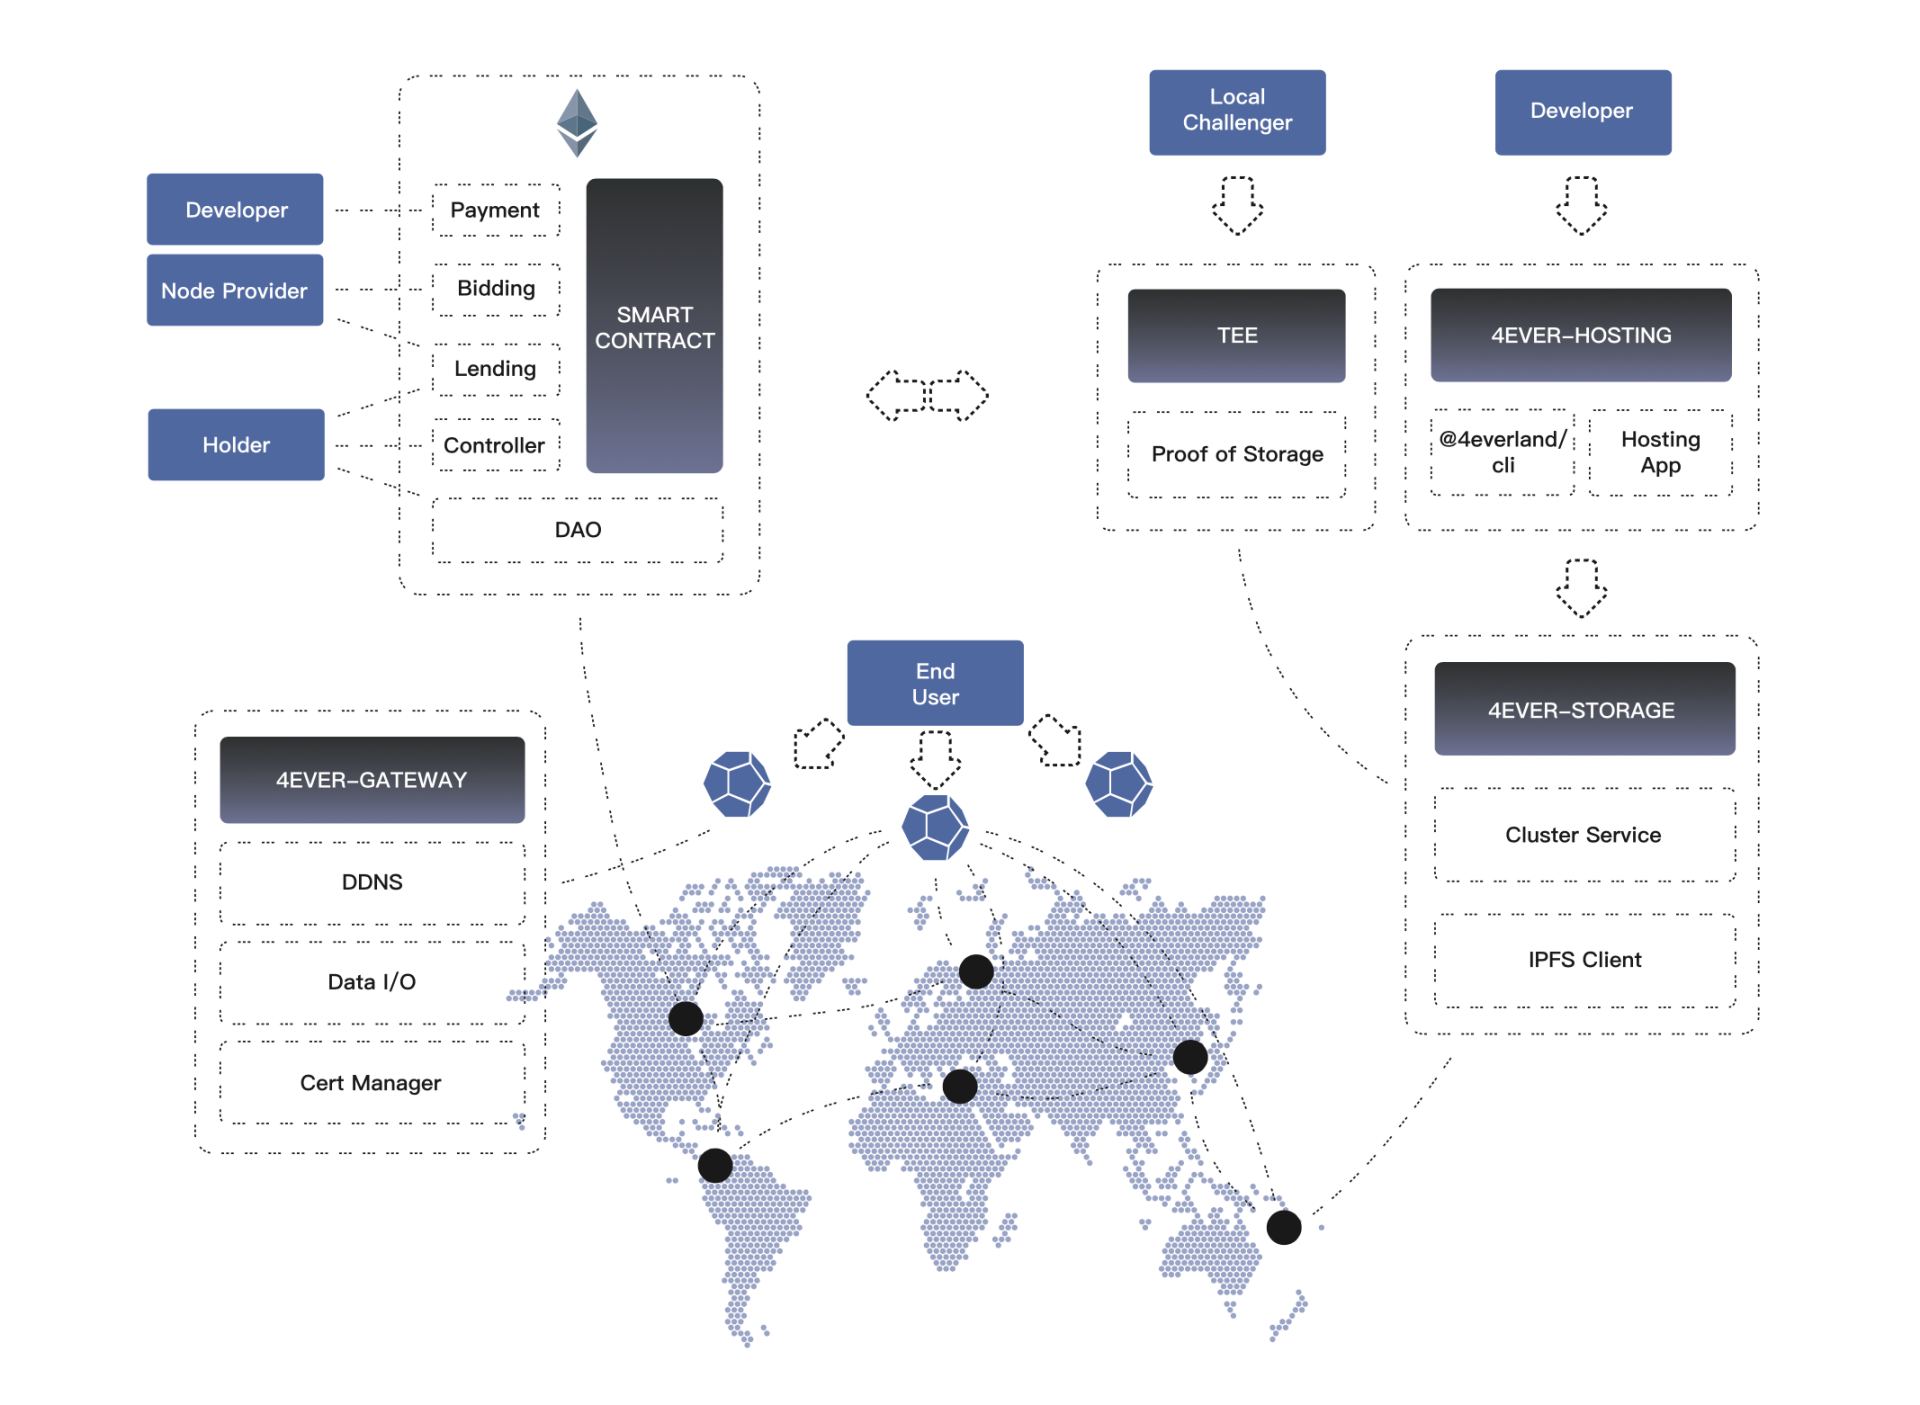 Developer
Node Provider
Holder
Payment
Bidding
Lending
Controller
SMART
CONTRACT
DAO
Local
Challenger
Developer
TEE
Proof of Storage
4EVER-HOSTING
@4everland/
cli
Hosting
App
End
User
4EVER-STORAGE
Cluster Service
IPFS Client
4EVER-GATEWAY
DDNS
Data I/O
Cert Manager